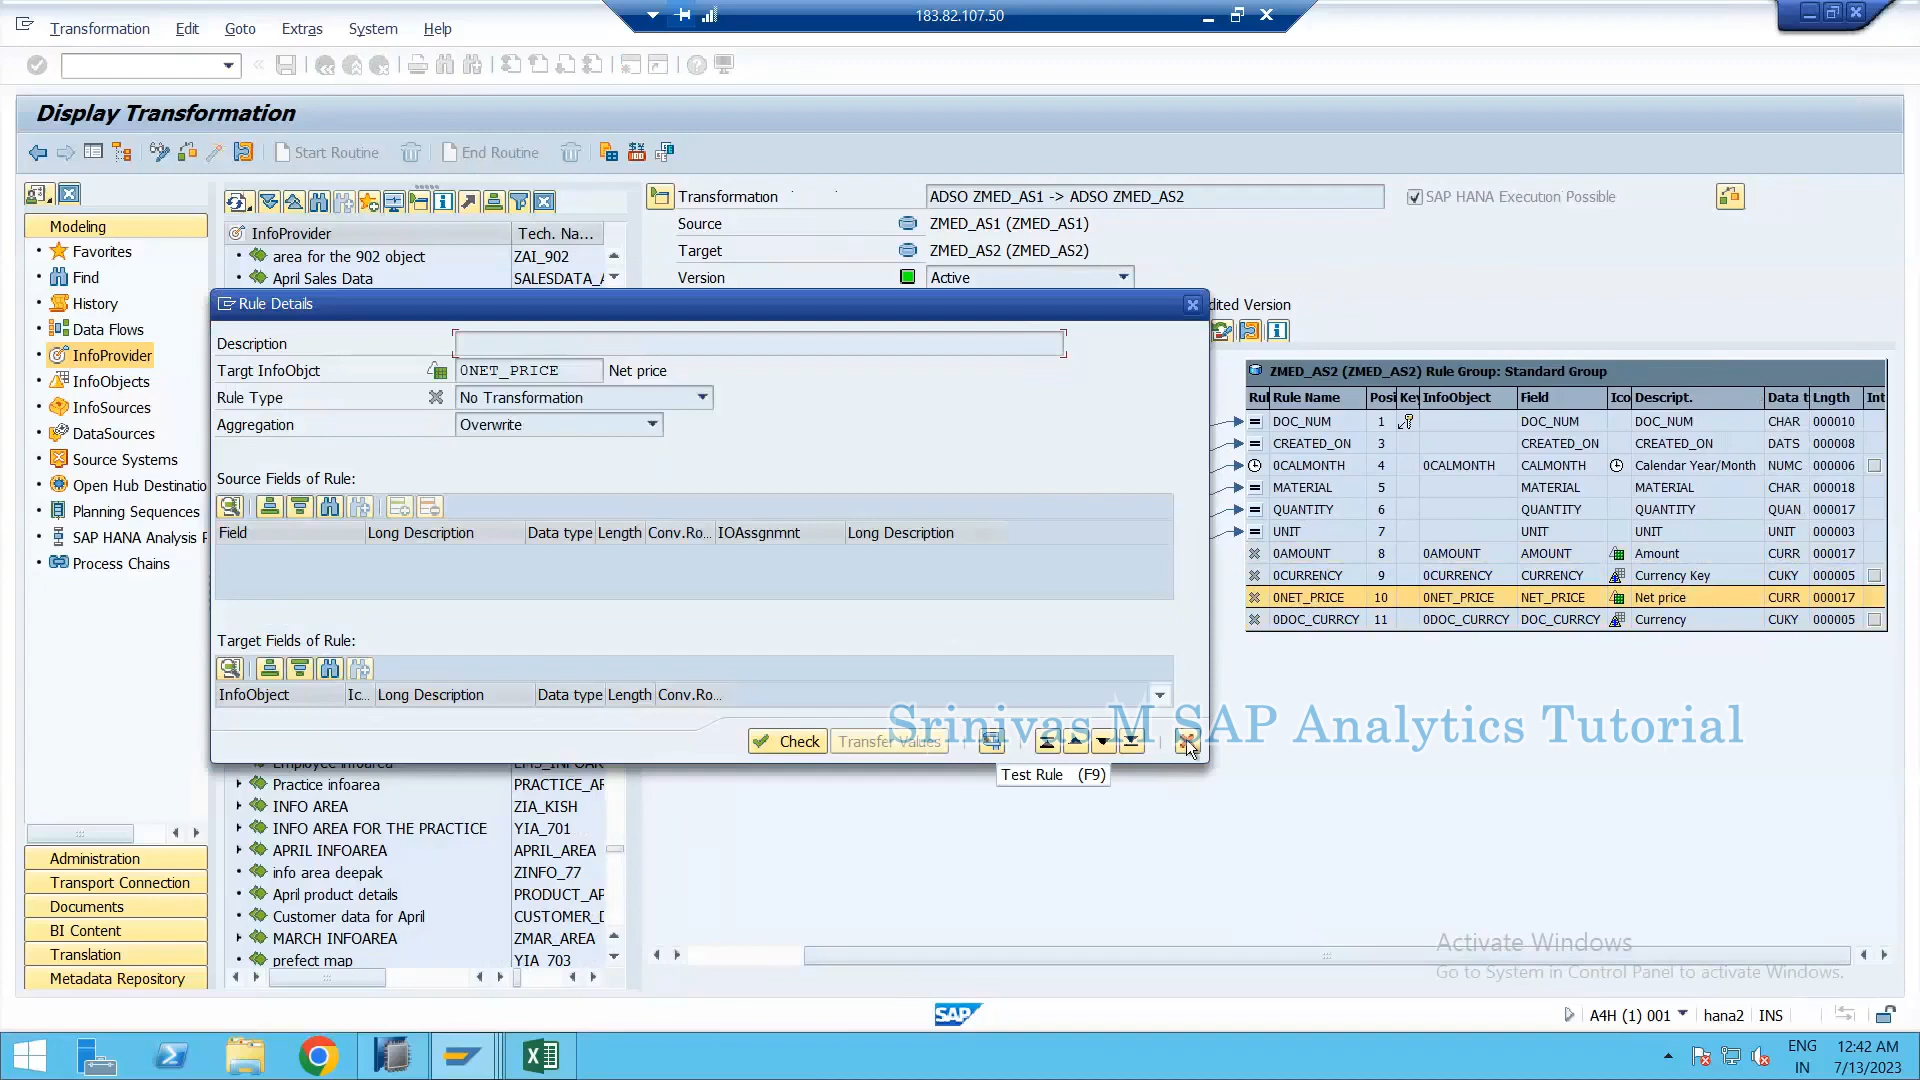 183.82.107.50
Transformation Edit Goto Extras System Help
Display Transformation
Start Routine End Routine
Modeling
Favorites
Find
History
Data Flows
InfoProvider
InfoObjects
InfoSources
DataSources
Source Systems
Open Hub Destinatio
Planning Sequences
SAP HANA Analysis P
Process Chains
Administration
Transport Connection
Documents
BI Content
Translation
Metadata Repository
InfoProvider Tech. Na...
area for the 902 object ZAI_902
April Sales Data SALESDATA_A
Transformation ADSO ZMED_AS1 -> ADSO ZMED_AS2 SAP HANA Execution Possible
Source ZMED_AS1 (ZMED_AS1)
Target ZMED_AS2 (ZMED_AS2)
Version Active
dited Version
Rule Details
Description
Targt InfoObjct 0NET_PRICE Net price
Rule Type No Transformation
Aggregation Overwrite
Source Fields of Rule:
Field Long Description Data type Length Conv.Ro... IOAssgnmnt Long Description
Target Fields of Rule:
InfoObject Ic... Long Description Data type Length Conv.Ro...
Check Transfer Values
Test Rule (F9)
ZMED_AS2 (ZMED_AS2) Rule Group: Standard Group
Rul Rule Name Posi Key InfoObject Field Ico Descript. Data t Lngth Int
DOC_NUM 1 DOC_NUM DOC_NUM CHAR 000010
CREATED_ON 3 CREATED_ON CREATED_ON DATS 000008
0CALMONTH 4 0CALMONTH CALMONTH Calendar Year/Month NUMC 000006
MATERIAL 5 MATERIAL MATERIAL CHAR 000018
QUANTITY 6 QUANTITY QUANTITY QUAN 000017
UNIT 7 UNIT UNIT UNIT 000003
0AMOUNT 8 0AMOUNT AMOUNT Amount CURR 000017
0CURRENCY 9 0CURRENCY CURRENCY Currency Key CUKY 000005
0NET_PRICE 10 0NET_PRICE NET_PRICE Net price CURR 000017
0DOC_CURRCY 11 0DOC_CURRCY DOC_CURRCY Currency CUKY 000005
Srinivas M SAP Analytics Tutorial
Practice infoarea PRACTICE_AR
INFO AREA ZIA_KISH
INFO AREA FOR THE PRACTICE YIA_701
APRIL INFOAREA APRIL_AREA
info area deepak ZINFO_77
April product details PRODUCT_AP
Customer data for April CUSTOMER_D
MARCH INFOAREA ZMAR_AREA
prefect map YIA_703
Activate Windows
Go to System in Control Panel to activate Windows.
SAP
A4H (1) 001 hana2 INS
ENG 12:42 AM
IN 7/13/2023